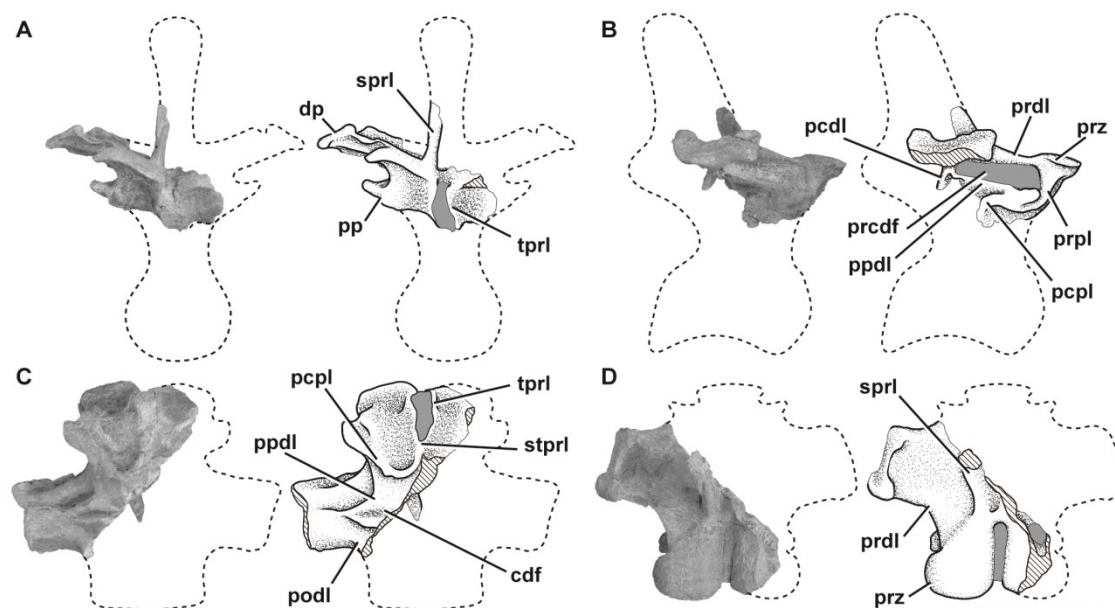 A
sprl
dp
pp
tprl
B
pcdl
prdl
prz
prcdf
ppdl
prpl
pcpl
C
pcpl
tprl
ppdl
stprl
cdf
podl
D
sprl
prdl
prz